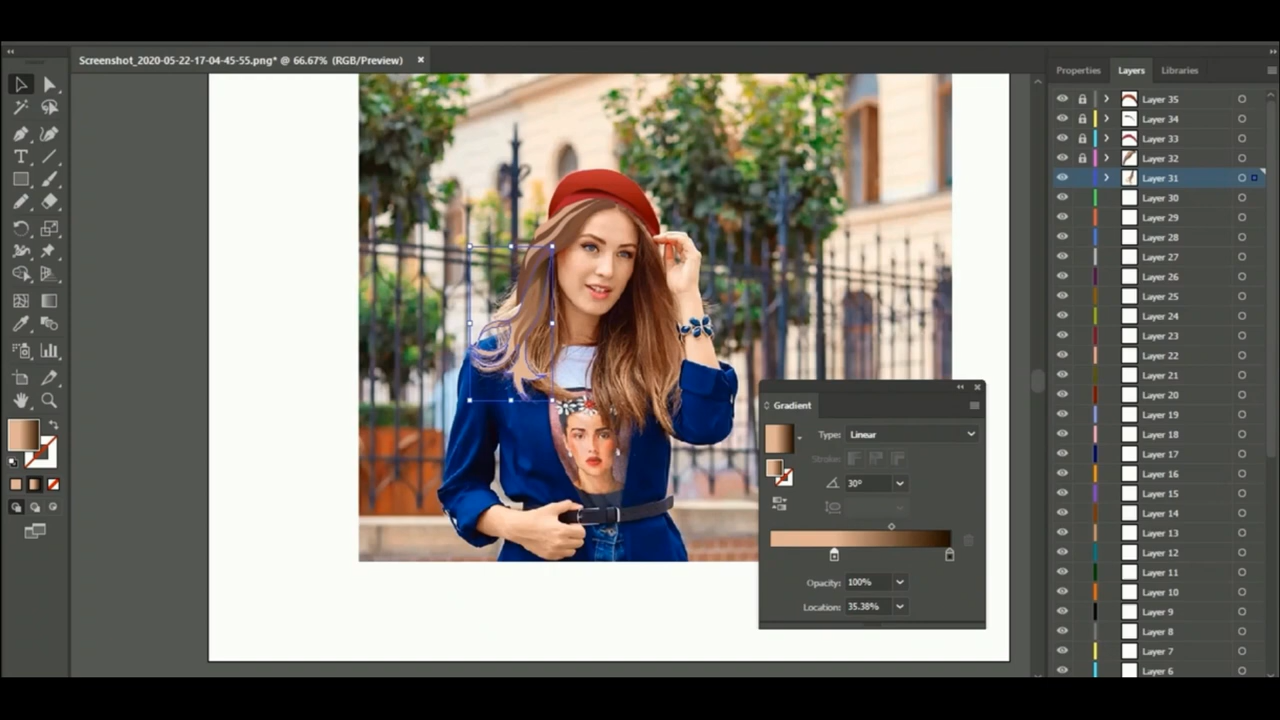 Screenshot_2020-05-22-17-04-45-55.png* @ 66.67% (RGB/Preview)
Properties
Layers
Libraries
Layer 35
Layer 34
Layer 33
Layer 32
Layer 31
Layer 30
Layer 29
Layer 28
Layer 27
Layer 26
Layer 25
Layer 24
Layer 23
Layer 22
Layer 21
Layer 20
Layer 19
Layer 18
Layer 17
Layer 16
Layer 15
Layer 14
Layer 13
Layer 12
Layer 11
Layer 10
Layer 9
Layer 8
Layer 7
Layer 6
Gradient
Type: Linear
Stroke:
30°
Opacity: 100%
Location: 35.38%